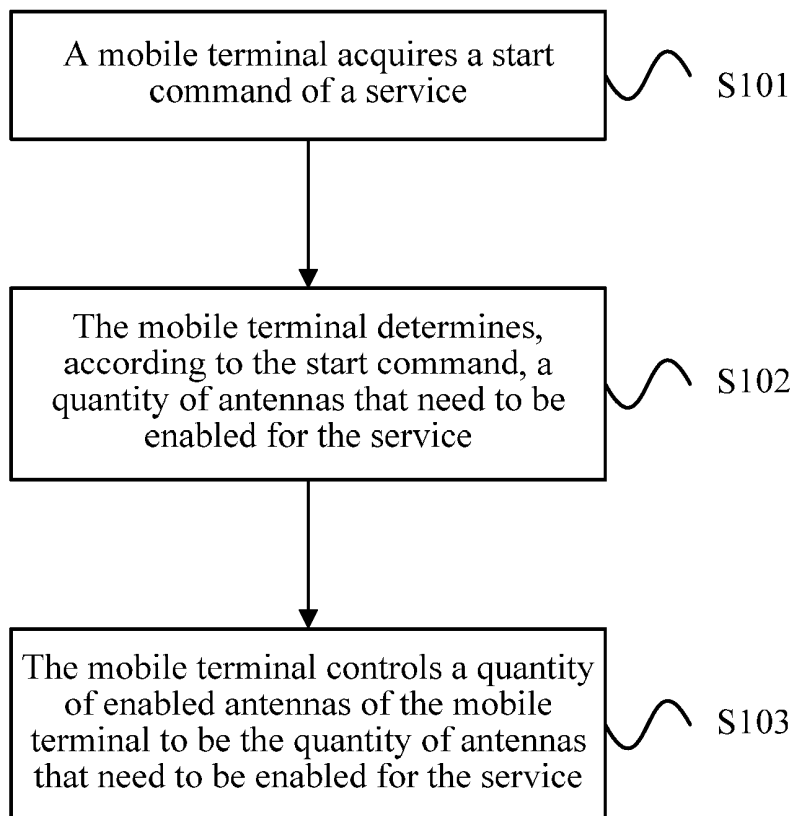 A mobile terminal acquires a start
command of a service
S101
The mobile terminal determines,
according to the start command, a
quantity of antennas that need to be
enabled for the service
S102
The mobile terminal controls a quantity
of enabled antennas of the mobile
terminal to be the quantity of antennas
that need to be enabled for the service
S103